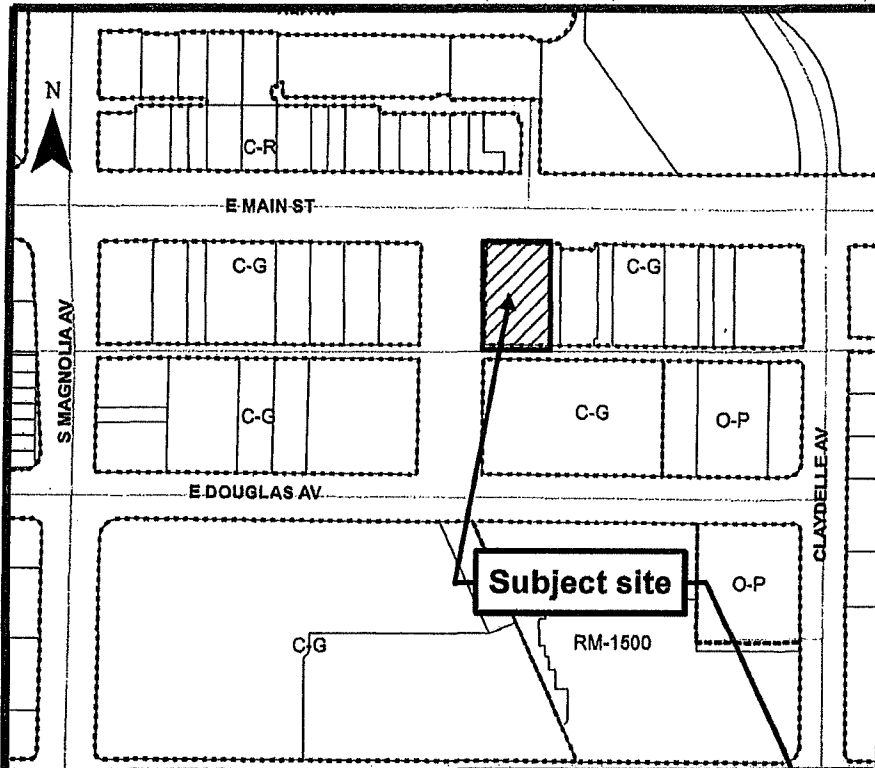 N
C-R
E MAIN ST
C-G
C-G
S MAGNOLIA AV
C-G
C-G
O-P
E DOUGLAS AV
CLAYDELLE AV
Subject site
O-P
C-G
RM-1500